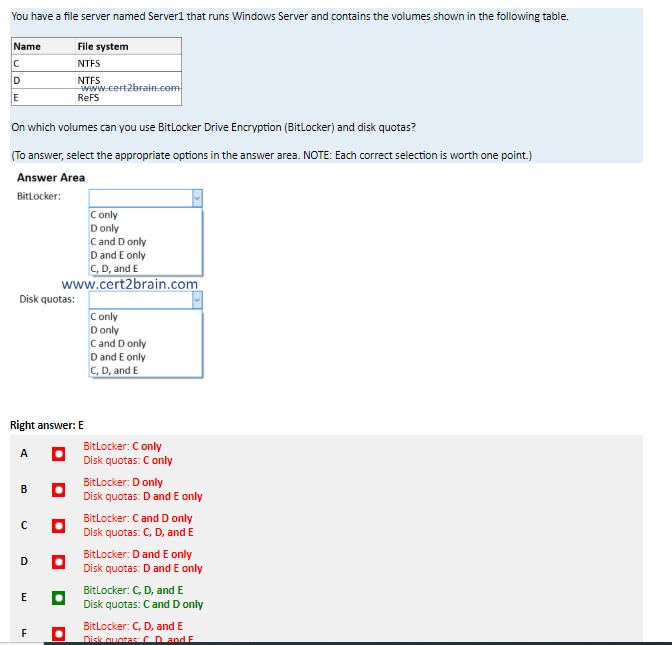 You have a file server named Server1 that runs Windows Server and contains the volumes shown in the following table.
Name File system
C NTFS
D NTFS
www.cert2brain.com
E ReFS
On which volumes can you use BitLocker Drive Encryption (BitLocker) and disk quotas?
(To answer, select the appropriate options in the answer area. NOTE: Each correct selection is worth one point.)
Answer Area
BitLocker:
C only
D only
C and D only
D and E only
C, D, and E
www.cert2brain.com
Disk quotas:
C only
D only
C and D only
D and E only
C, D, and E
Right answer: E
A
BitLocker: C only
Disk quotas: C only
B
BitLocker: D only
Disk quotas: D and E only
C
BitLocker: C and D only
Disk quotas: C, D, and E
D
BitLocker: D and E only
Disk quotas: D and E only
E
BitLocker: C, D, and E
Disk quotas: C and D only
F
BitLocker: C, D, and E
Disk quotas: C, D, and E